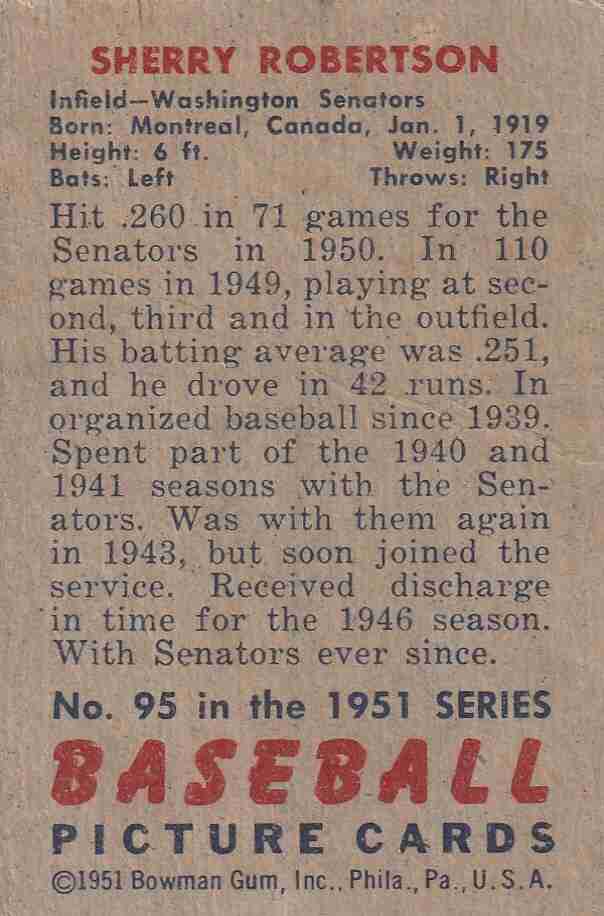 SHERRY ROBERTSON
Infield—Washington Senators
Born: Montreal, Canada, Jan. 1, 1919
Height: 6 ft. Weight: 175
Bats: Left Throws: Right
Hit .260 in 71 games for the
Senators in 1950. In 110
games in 1949, playing at sec-
ond, third and in the outfield.
His batting average was .251,
and he drove in 42 runs. In
organized baseball since 1939.
Spent part of the 1940 and
1941 seasons with the Sen-
ators. Was with them again
in 1943, but soon joined the
service. Received discharge
in time for the 1946 season.
With Senators ever since.
No. 95 in the 1951 SERIES
BASEBALL
PICTURE CARDS
©1951 Bowman Gum, Inc., Phila., Pa., U.S.A.